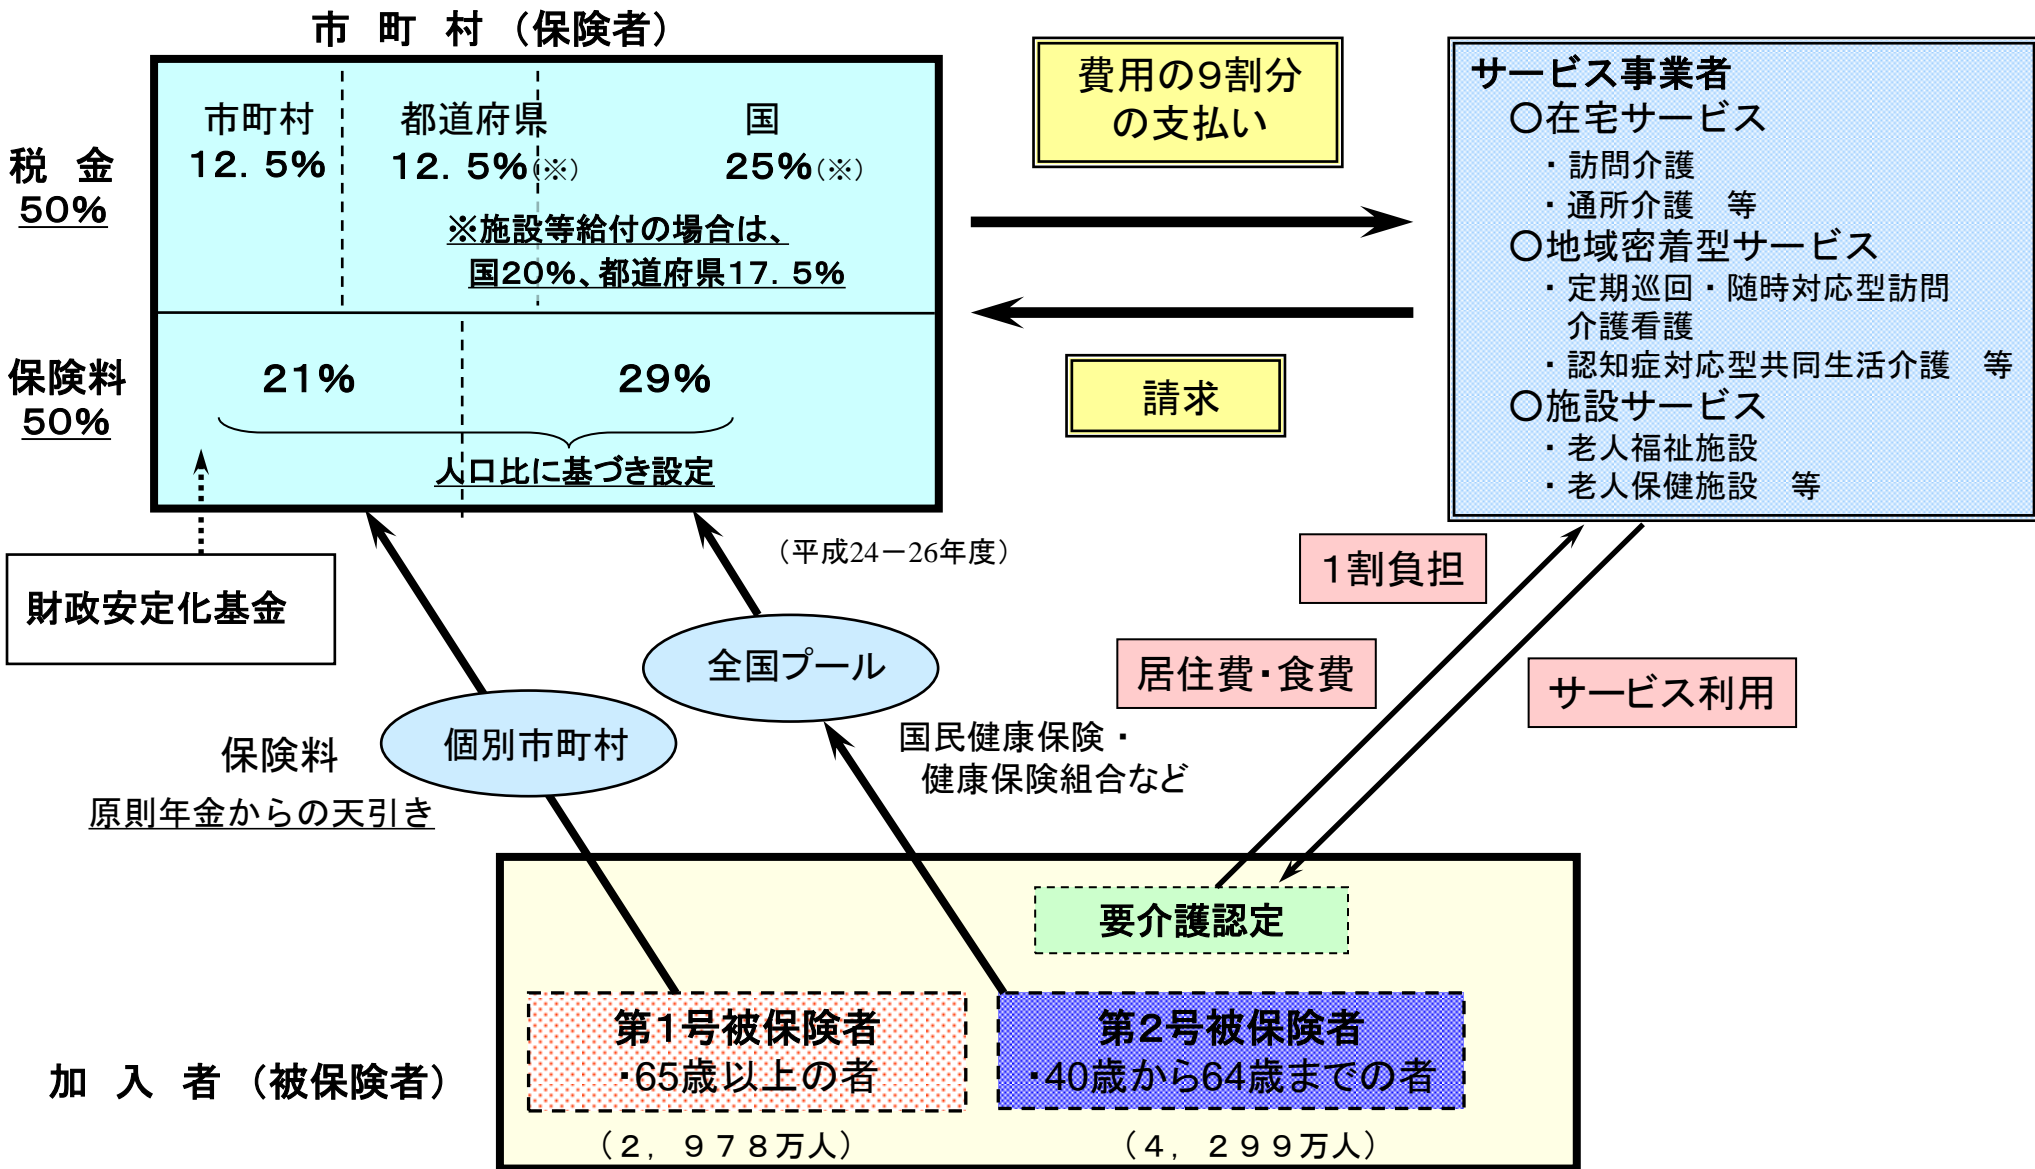 市 町 村（保険者）
税 金
50％
市町村
12．5％
都道府県
12．5％（※）
国
25％（※）
※施設等給付の場合は、
国20％、都道府県17．5％
保険料
50％
21％
29％
人口比に基づき設定
費用の９割分
の支払い
請求
サービス事業者
○在宅サービス
・訪問介護
・通所介護　等
○地域密着型サービス
・定期巡回・随時対応型訪問
介護看護
・認知症対応型共同生活介護　等
○施設サービス
・老人福祉施設
・老人保健施設　等
財政安定化基金
（平成24－26年度）
１割負担
居住費・食費
サービス利用
全国プール
個別市町村
保険料
原則年金からの天引き
国民健康保険・
健康保険組合など
要介護認定
第１号被保険者
・65歳以上の者
第２号被保険者
・40歳から64歳までの者
加 入 者（被保険者）
（２，９７８万人）
（４，２９９万人）